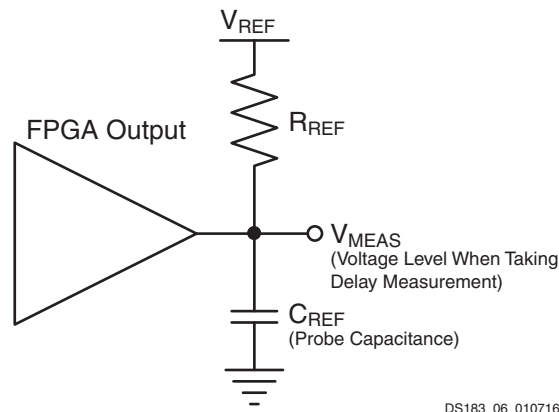 VREF
FPGA Output
RREF
VMEAS
(Voltage Level When Taking
Delay Measurement)
CREF
(Probe Capacitance)
DS183_06_010716